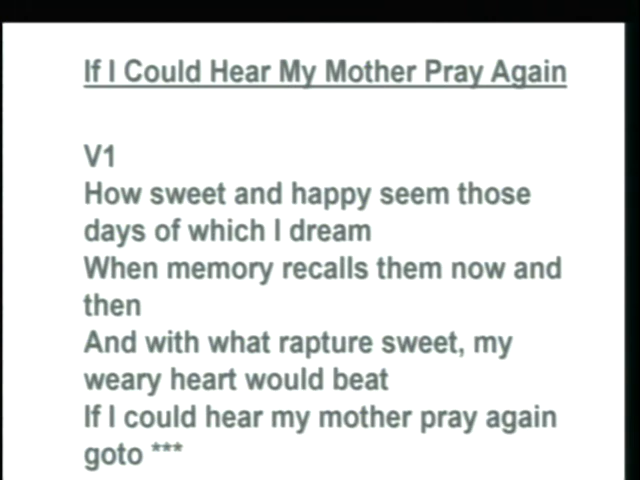 If I Could Hear My Mother Pray Again
V1
How sweet and happy seem those
days of which I dream
When memory recalls them now and
then
And with what rapture sweet, my
weary heart would beat
If I could hear my mother pray again
goto ***